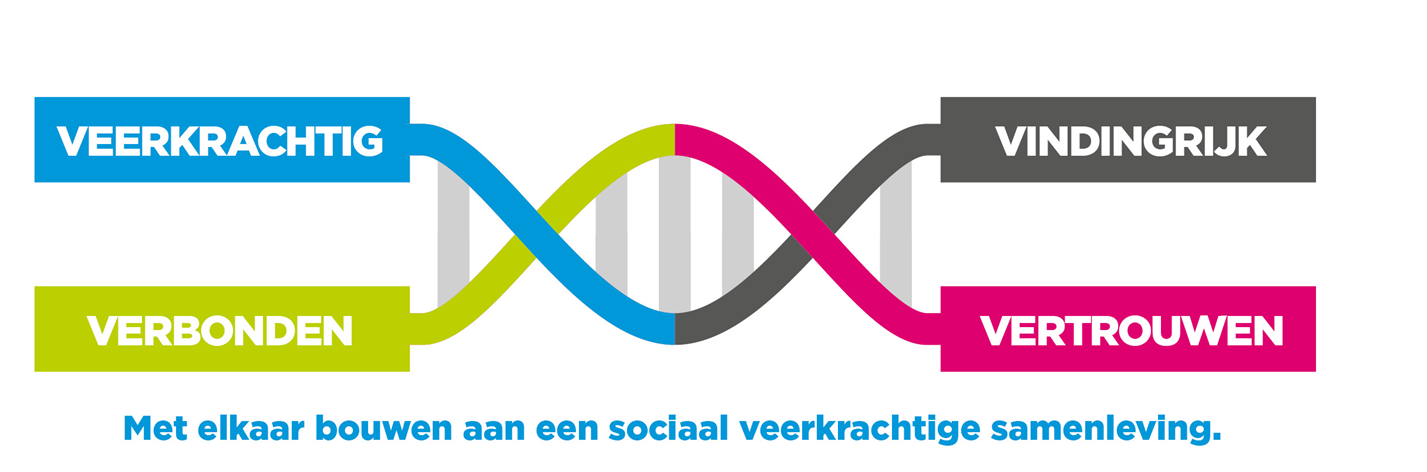 VEERKRACHTIG
VINDINGRIJK
VERBONDEN
VERTROUWEN
Met elkaar bouwen aan een sociaal veerkrachtige samenleving.